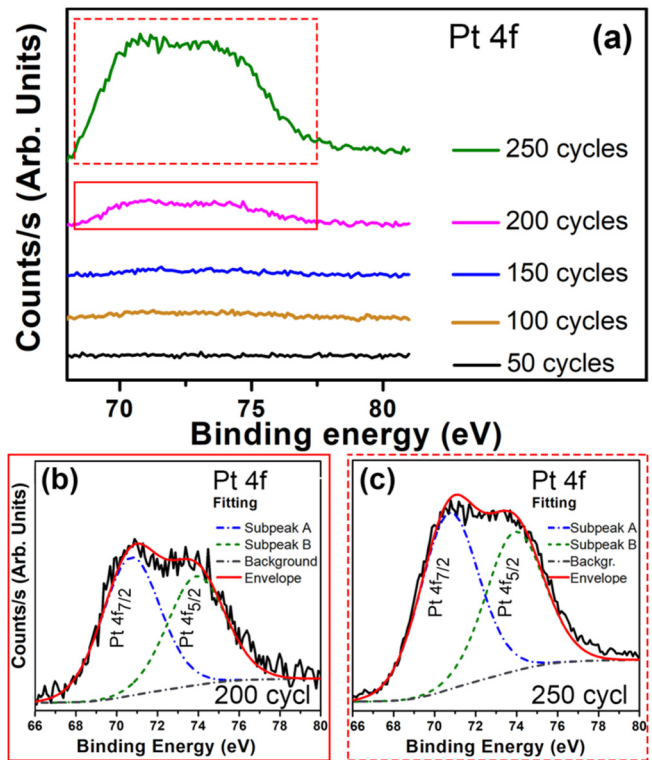 Pt 4f (a)
Counts/s (Arb. Units)
250 cycles
200 cycles
150 cycles
100 cycles
50 cycles
70 75 80
Binding energy (eV)
(b) Pt 4f
Fitting
Subpeak A
Subpeak B
Background
Envelope
Counts/s (Arb. Units)
Pt 4f7/2
Pt 4f5/2
200 cycl
66 68 70 72 74 76 78 80
Binding Energy (eV)
(c) Pt 4f
Fitting
Subpeak A
Subpeak B
Backgr.
Envelope
Pt 4f7/2
Pt 4f5/2
250 cycl
66 68 70 72 74 76 78 80
Binding Energy (eV)